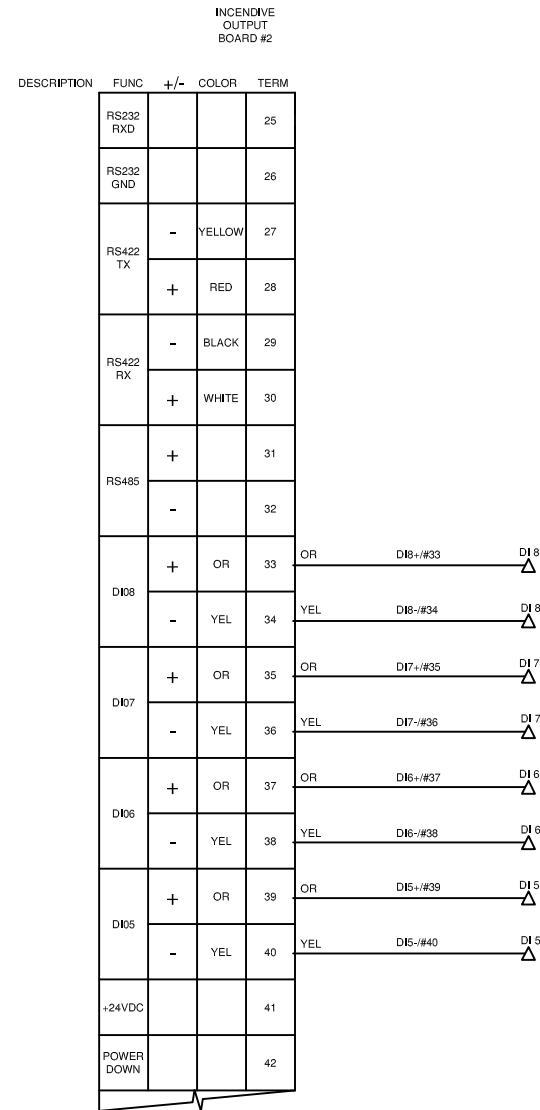 INCENDIVE
OUTPUT
BOARD #2
DESCRIPTION FUNC +/- COLOR TERM
RS232
RXD
25
RS232
GND
26
RS422
TX
- YELLOW 27
+ RED 28
RS422
RX
- BLACK 29
+ WHITE 30
RS485
+ 31
- 32
DI08
+ OR 33 OR DI8+/#33 DI 8
- YEL 34 YEL DI8-/#34 DI 8
DI07
+ OR 35 OR DI7+/#35 DI 7
- YEL 36 YEL DI7-/#36 DI 7
DI06
+ OR 37 OR DI6+/#37 DI 6
- YEL 38 YEL DI6-/#38 DI 6
DI05
+ OR 39 OR DI5+/#39 DI 5
- YEL 40 YEL DI5-/#40 DI 5
+24VDC 41
POWER
DOWN
42